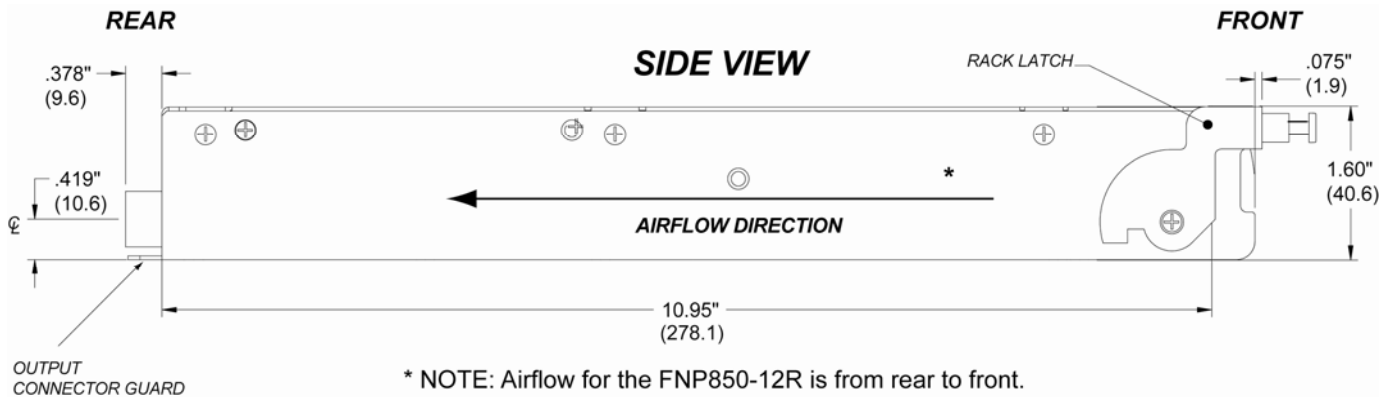 REAR
FRONT
SIDE VIEW
.378"
(9.6)
RACK LATCH
.075"
(1.9)
.419"
(10.6)
℄
*
1.60"
(40.6)
AIRFLOW DIRECTION
10.95"
(278.1)
OUTPUT
CONNECTOR GUARD
* NOTE: Airflow for the FNP850-12R is from rear to front.